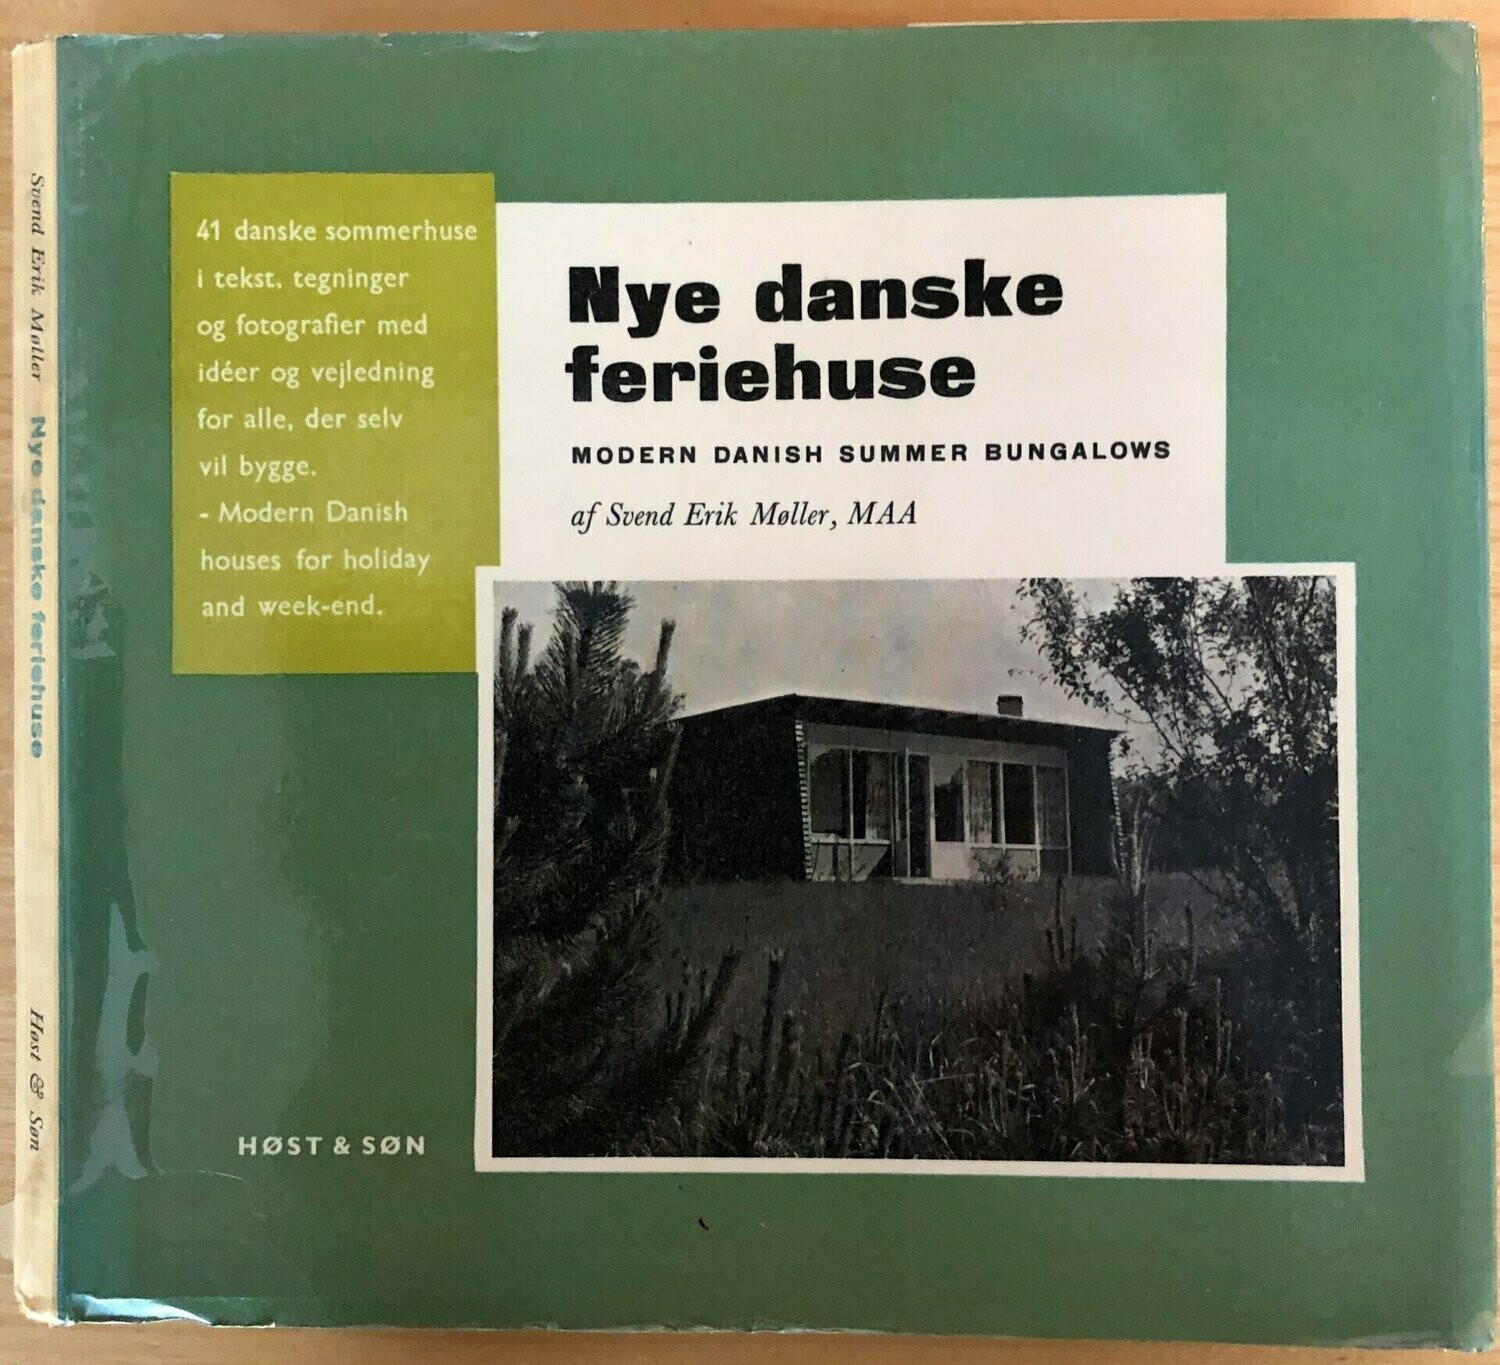 Svend Erik Møller Nye danske feriehuse Høst & Søn
41 danske sommerhuse
i tekst, tegninger
og fotografier med
idéer og vejledning
for alle, der selv
vil bygge.
- Modern Danish
houses for holiday
and week-end.
Nye danske
feriehuse
MODERN DANISH SUMMER BUNGALOWS
af Svend Erik Møller, MAA
HØST & SØN